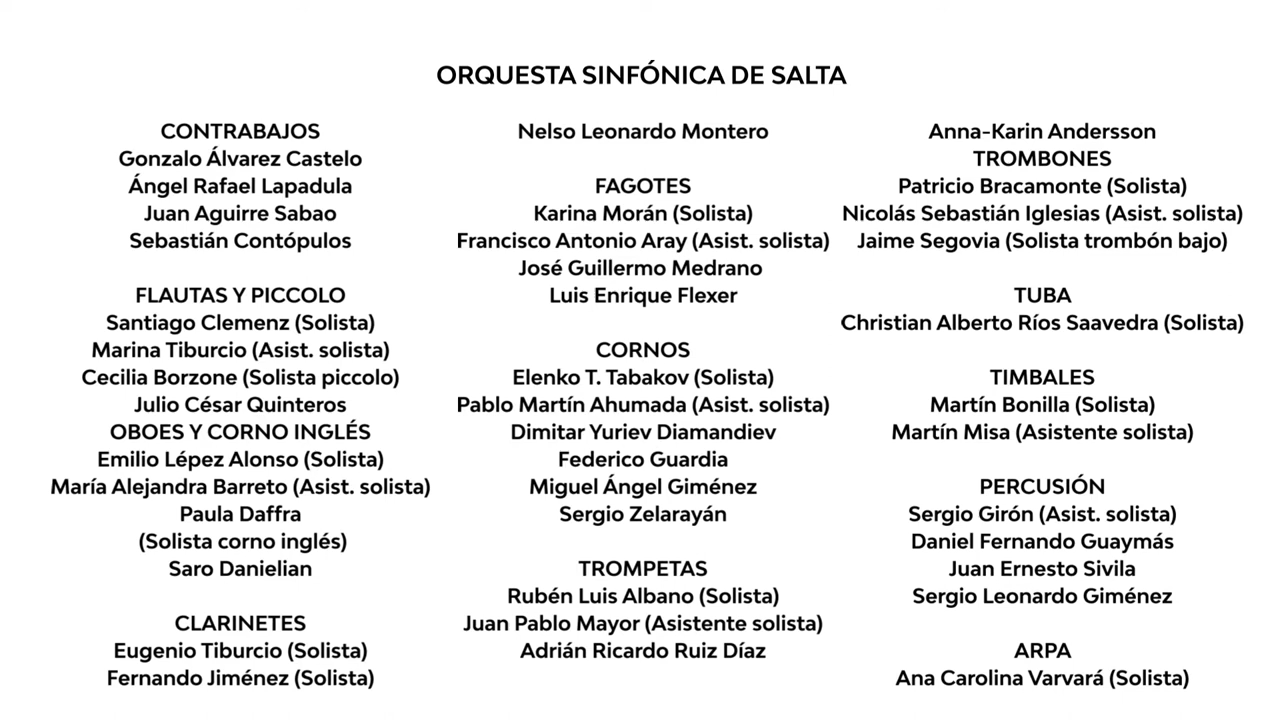 ORQUESTA SINFÓNICA DE SALTA
CONTRABAJOS
Gonzalo Álvarez Castelo
Ángel Rafael Lapadula
Juan Aguirre Sabao
Sebastián Contópulos
FLAUTAS Y PICCOLO
Santiago Clemenz (Solista)
Marina Tiburcio (Asist. solista)
Cecilia Borzone (Solista piccolo)
Julio César Quinteros
OBOES Y CORNO INGLÉS
Emilio Lépez Alonso (Solista)
María Alejandra Barreto (Asist. solista)
Paula Daffra
(Solista corno inglés)
Saro Danielian
CLARINETES
Eugenio Tiburcio (Solista)
Fernando Jiménez (Solista)
Nelso Leonardo Montero
FAGOTES
Karina Morán (Solista)
Francisco Antonio Aray (Asist. solista)
José Guillermo Medrano
Luis Enrique Flexer
CORNOS
Elenko T. Tabakov (Solista)
Pablo Martín Ahumada (Asist. solista)
Dimitar Yuriev Diamandiev
Federico Guardia
Miguel Ángel Giménez
Sergio Zelarayán
TROMPETAS
Rubén Luis Albano (Solista)
Juan Pablo Mayor (Asistente solista)
Adrián Ricardo Ruiz Díaz
Anna-Karin Andersson
TROMBONES
Patricio Bracamonte (Solista)
Nicolás Sebastián Iglesias (Asist. solista)
Jaime Segovia (Solista trombón bajo)
TUBA
Christian Alberto Ríos Saavedra (Solista)
TIMBALES
Martín Bonilla (Solista)
Martín Misa (Asistente solista)
PERCUSIÓN
Sergio Girón (Asist. solista)
Daniel Fernando Guaymás
Juan Ernesto Sivila
Sergio Leonardo Giménez
ARPA
Ana Carolina Varvará (Solista)